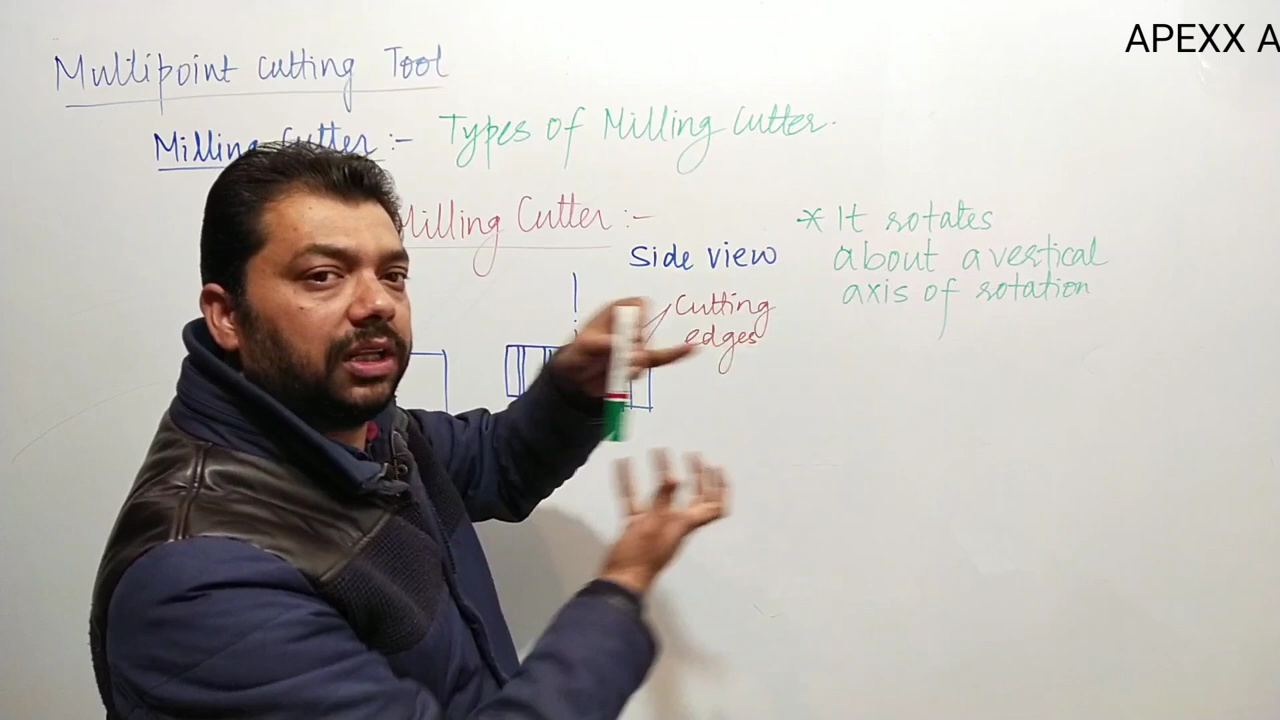 APEXX A
Multipoint Cutting Tool
Milling Cutter :- Types of Milling Cutter.
Milling Cutter :-
Side view
Cutting
edges
* It rotates
about a vertical
axis of rotation